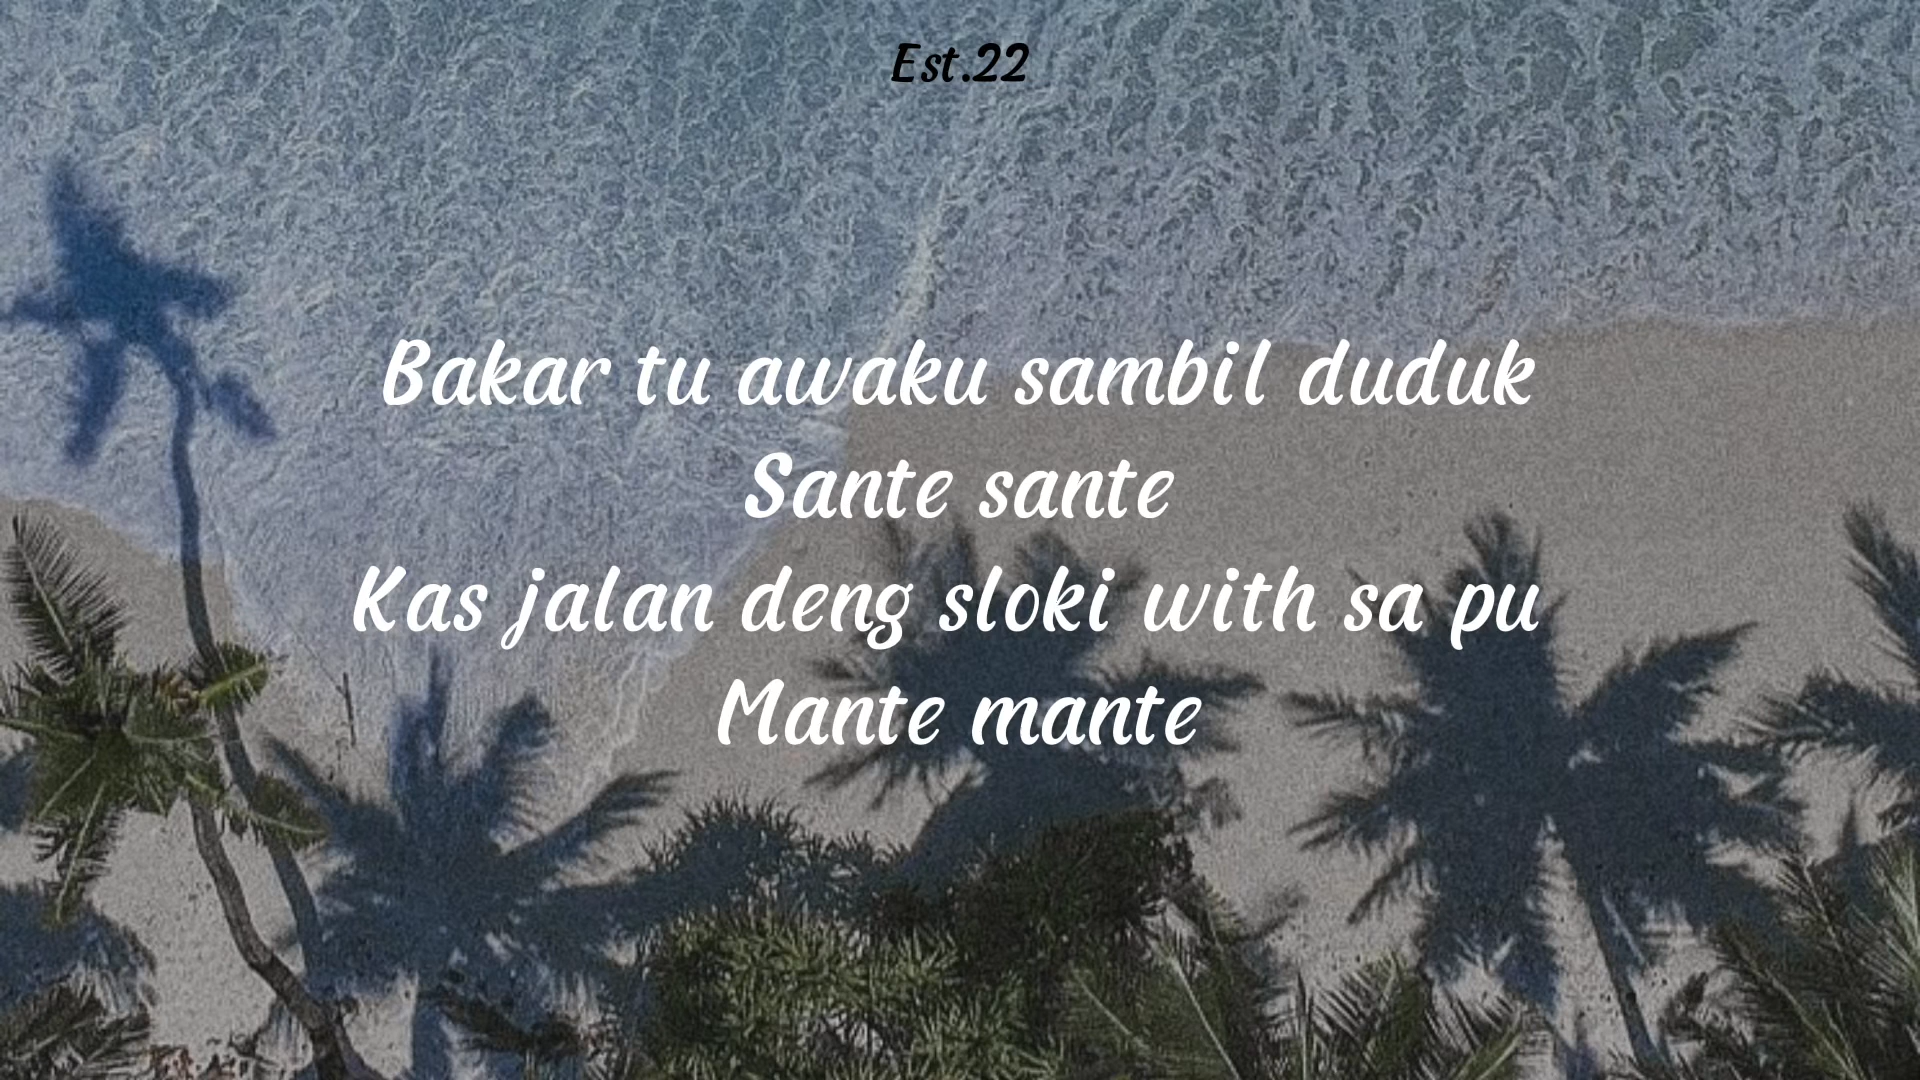 Est.22
Bakar tu awaku sambil duduk
Sante sante
Kas jalan deng sloki with sa pu
Mante mante